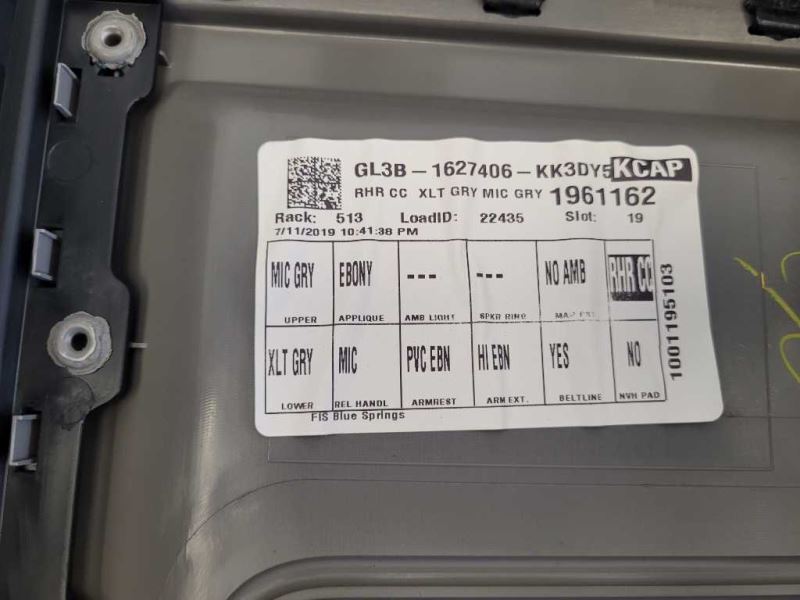 GL3B-1627406-KK3DY5 KCAP
RHR CC XLT GRY MIC GRY 1961162
Rack: 513 LoadID: 22435 Slot: 19
7/11/2019 10:41:38 PM
MIC GRY EBONY --- --- NO AMB RHR CC
UPPER APPLIQUE AMB LIGHT SPKR RING
XLT GRY MIC PVC EBN HI EBN YES NO
LOWER REL HANDL ARMREST ARM EXT. BELTLINE NVH PAD
FIS Blue Springs
1001195103